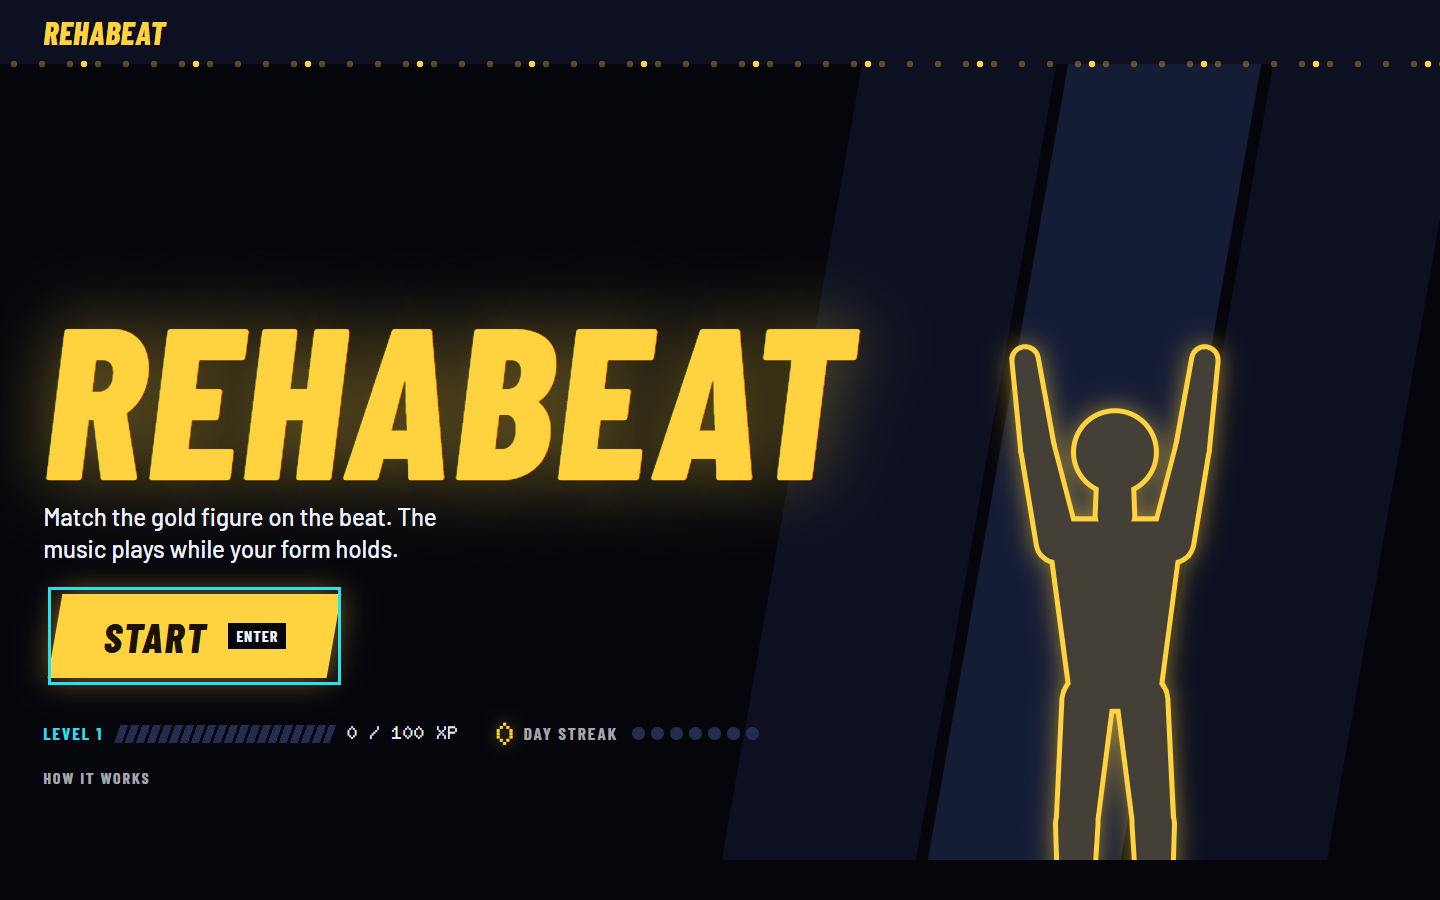 REHABEAT
REHABEAT
Match the gold figure on the beat. The
music plays while your form holds.
START ENTER
LEVEL 1 0 / 100 XP 0 DAY STREAK
HOW IT WORKS